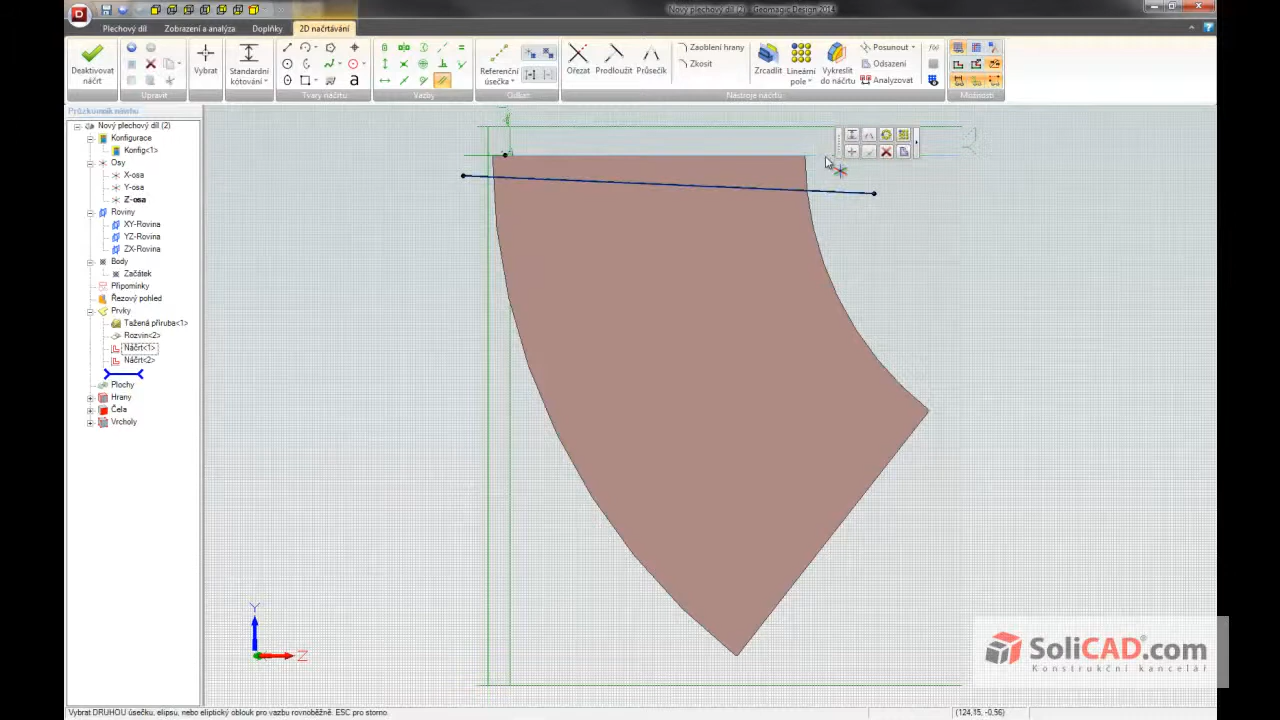 Nový plechový díl (2) - Geomagic Design 2014
Plechový díl
Zobrazení a analýza
Doplňky
2D načrtávání
Deaktivovat
náčrt
Upravit
Vybrat
Standardní
kótování
Tvary náčrtu
Vazby
Referenční
úsečka
Odkan
Ořezat
Prodloužit
Průsečík
Zaoblení hrany
Zkosit
Zrcadlit
Lineární
pole
Vykreslit
do náčrtu
Posunout
Odsazení
Analyzovat
Nástroje náčrtu
Možnosti
Průzkumník návrhu
Nový plechový díl (2)
Konfigurace
Konfig<1>
Osy
X-osa
Y-osa
Z-osa
Roviny
XY-Rovina
YZ-Rovina
ZX-Rovina
Body
Začátek
Připomínky
Řezový pohled
Prvky
Tažená příruba<1>
Rozvin<2>
Náčrt<1>
Náčrt<2>
Plochy
Hrany
Čela
Vrcholy
Y
Z
SoliCAD.com
Konstrukční kancelář
Vybrat DRUHOU úsečku, elipsu, nebo eliptický oblouk pro vazbu rovnoběžně. ESC pro storno.
(124,15, -0,56)